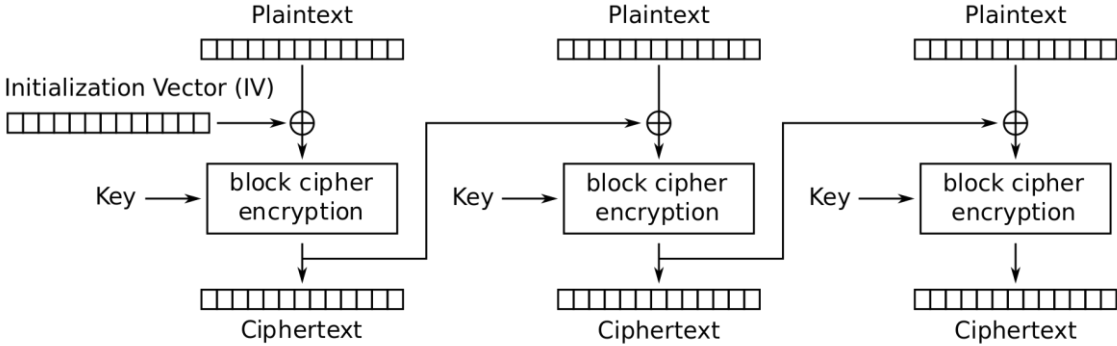 Plaintext
Plaintext
Plaintext
Initialization Vector (IV)
Key
block cipher
encryption
Key
block cipher
encryption
Key
block cipher
encryption
Ciphertext
Ciphertext
Ciphertext